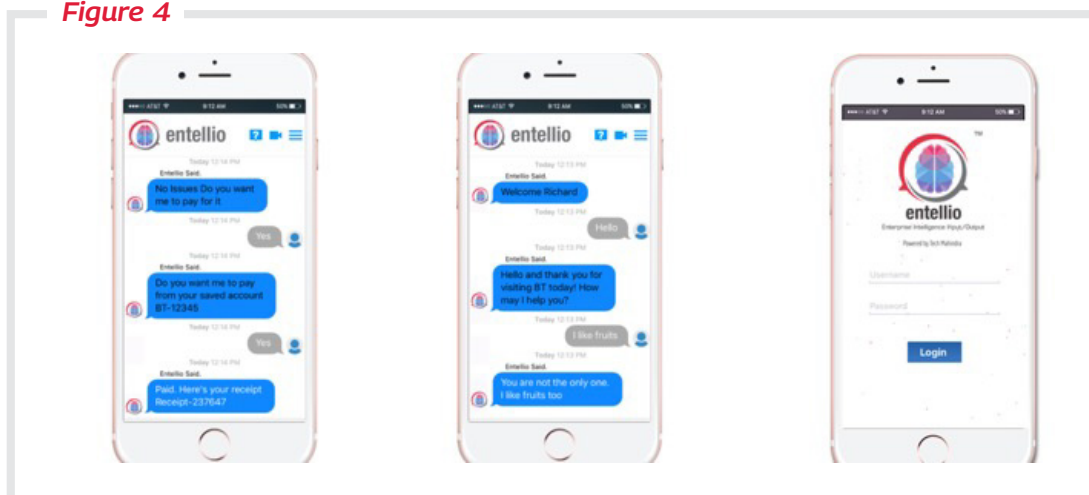 Figure 4
AT&T 9:12 AM 50%
entellio
Today 12:14 PM
Entellio Said.
No Issues Do you want
me to pay for it
Today 12:14 PM
Yes
Today 12:14 PM
Entellio Said.
Do you want me to pay
from your saved account
BT-12345
Today 12:14 PM
Yes
Today 12:14 PM
Entellio Said.
Paid. Here's your receipt
Receipt-237647
AT&T 9:12 AM 50%
entellio
Today 12:13 PM
Entellio Said.
Welcome Richard
Today 12:13 PM
Hello
Today 12:13 PM
Entellio Said.
Hello and thank you for
visiting BT today! How
may I help you?
Today 12:13 PM
I like fruits
Today 12:13 PM
Entellio Said.
You are not the only one.
I like fruits too
AT&T 9:12 AM 50%
TM
entellio
Enterprise Intelligence Input/Output
Powered by Tech Mahindra
Username
Password
Login